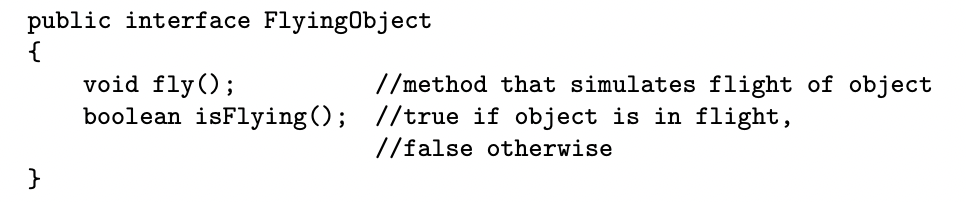 public interface FlyingObject
{
    void fly();         //method that simulates flight of object
    boolean isFlying(); //true if object is in flight,
                        //false otherwise
}